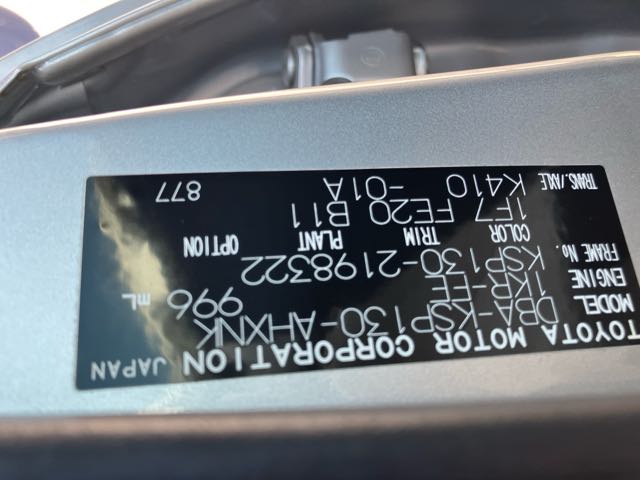 TOYOTA MOTOR CORPORATION JAPAN
MODEL DBA-KSP130-AHXNK
ENGINE 1KR-FE 996 mL
FRAME No. KSP130-2198322
COLOR TRIM PLANT OPTION
1F7 FE20 B11
TRANS./AXLE K410 -01A
877